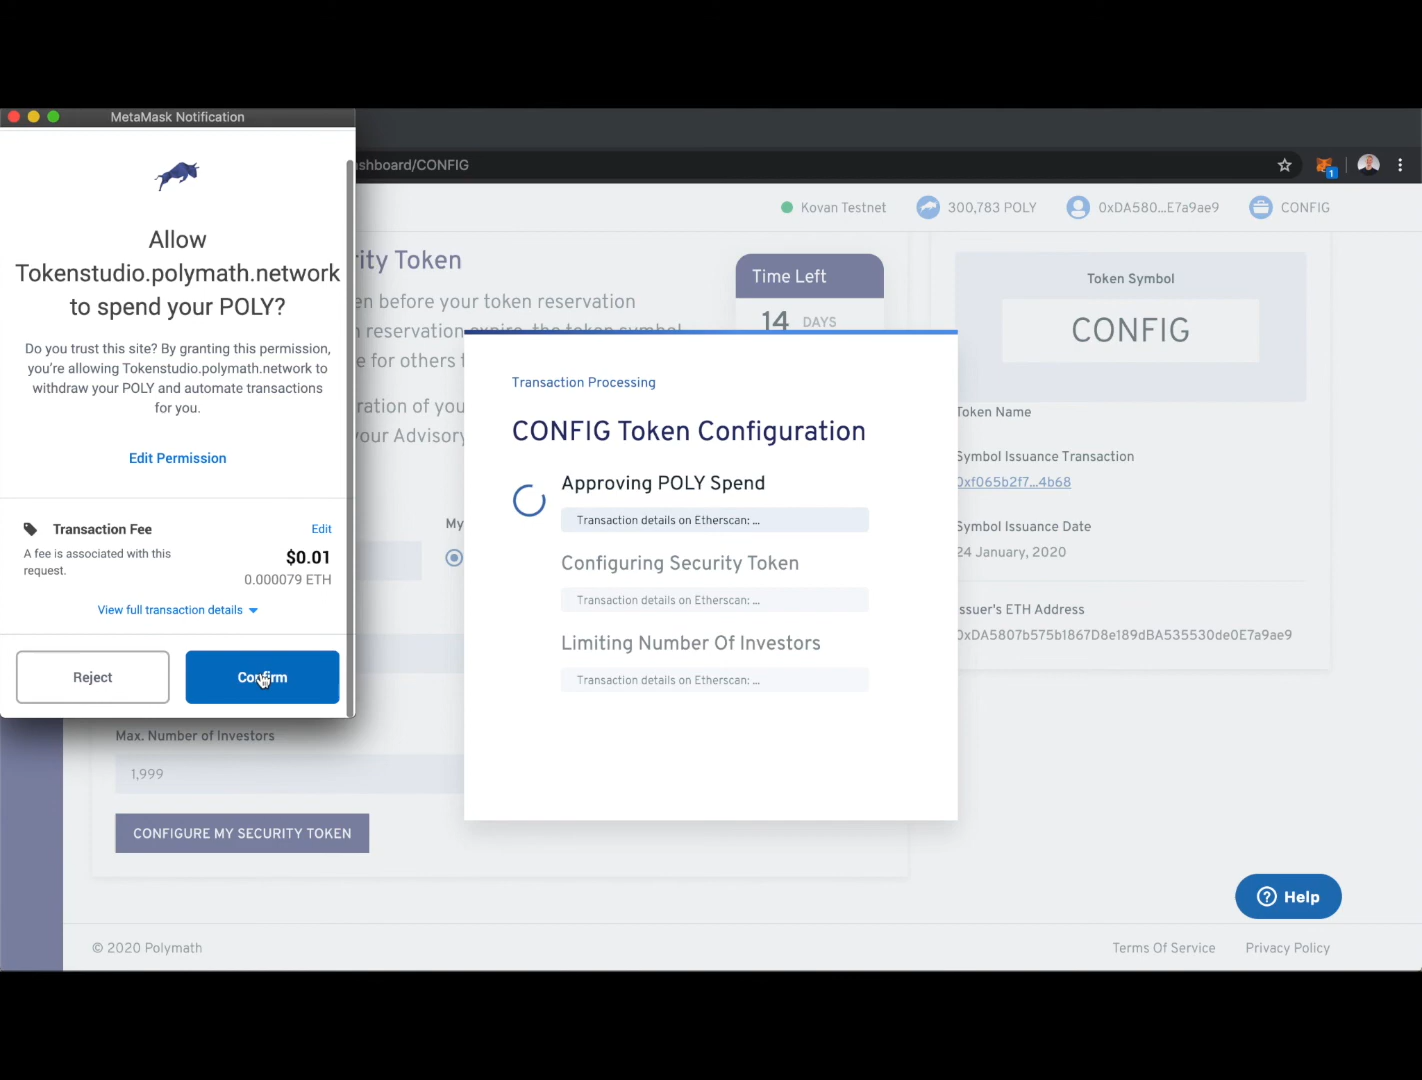 MetaMask Notification
Allow
Tokenstudio.polymath.network
to spend your POLY?
Do you trust this site? By granting this permission,
you're allowing Tokenstudio.polymath.network to
withdraw your POLY and automate transactions
for you.
Edit Permission
Transaction Fee
Edit
A fee is associated with this
request.
$0.01
0.000079 ETH
View full transaction details
Reject
Confirm
shboard/CONFIG
1
Kovan Testnet
300,783 POLY
0xDA580...E7a9ae9
CONFIG
ity Token
en before your token reservation
n reservation expire, the token symbol
e for others t
ration of you
your Advisory
Time Left
14 DAYS
My
Transaction Processing
CONFIG Token Configuration
Approving POLY Spend
Transaction details on Etherscan: ...
Configuring Security Token
Transaction details on Etherscan: ...
Limiting Number Of Investors
Transaction details on Etherscan: ...
Token Symbol
CONFIG
Token Name
Symbol Issuance Transaction
0xf065b2f7...4b68
Symbol Issuance Date
24 January, 2020
ssuer's ETH Address
0xDA5807b575b1867D8e189dBA535530de0E7a9ae9
Max. Number of Investors
1,999
CONFIGURE MY SECURITY TOKEN
Help
© 2020 Polymath
Terms Of Service
Privacy Policy